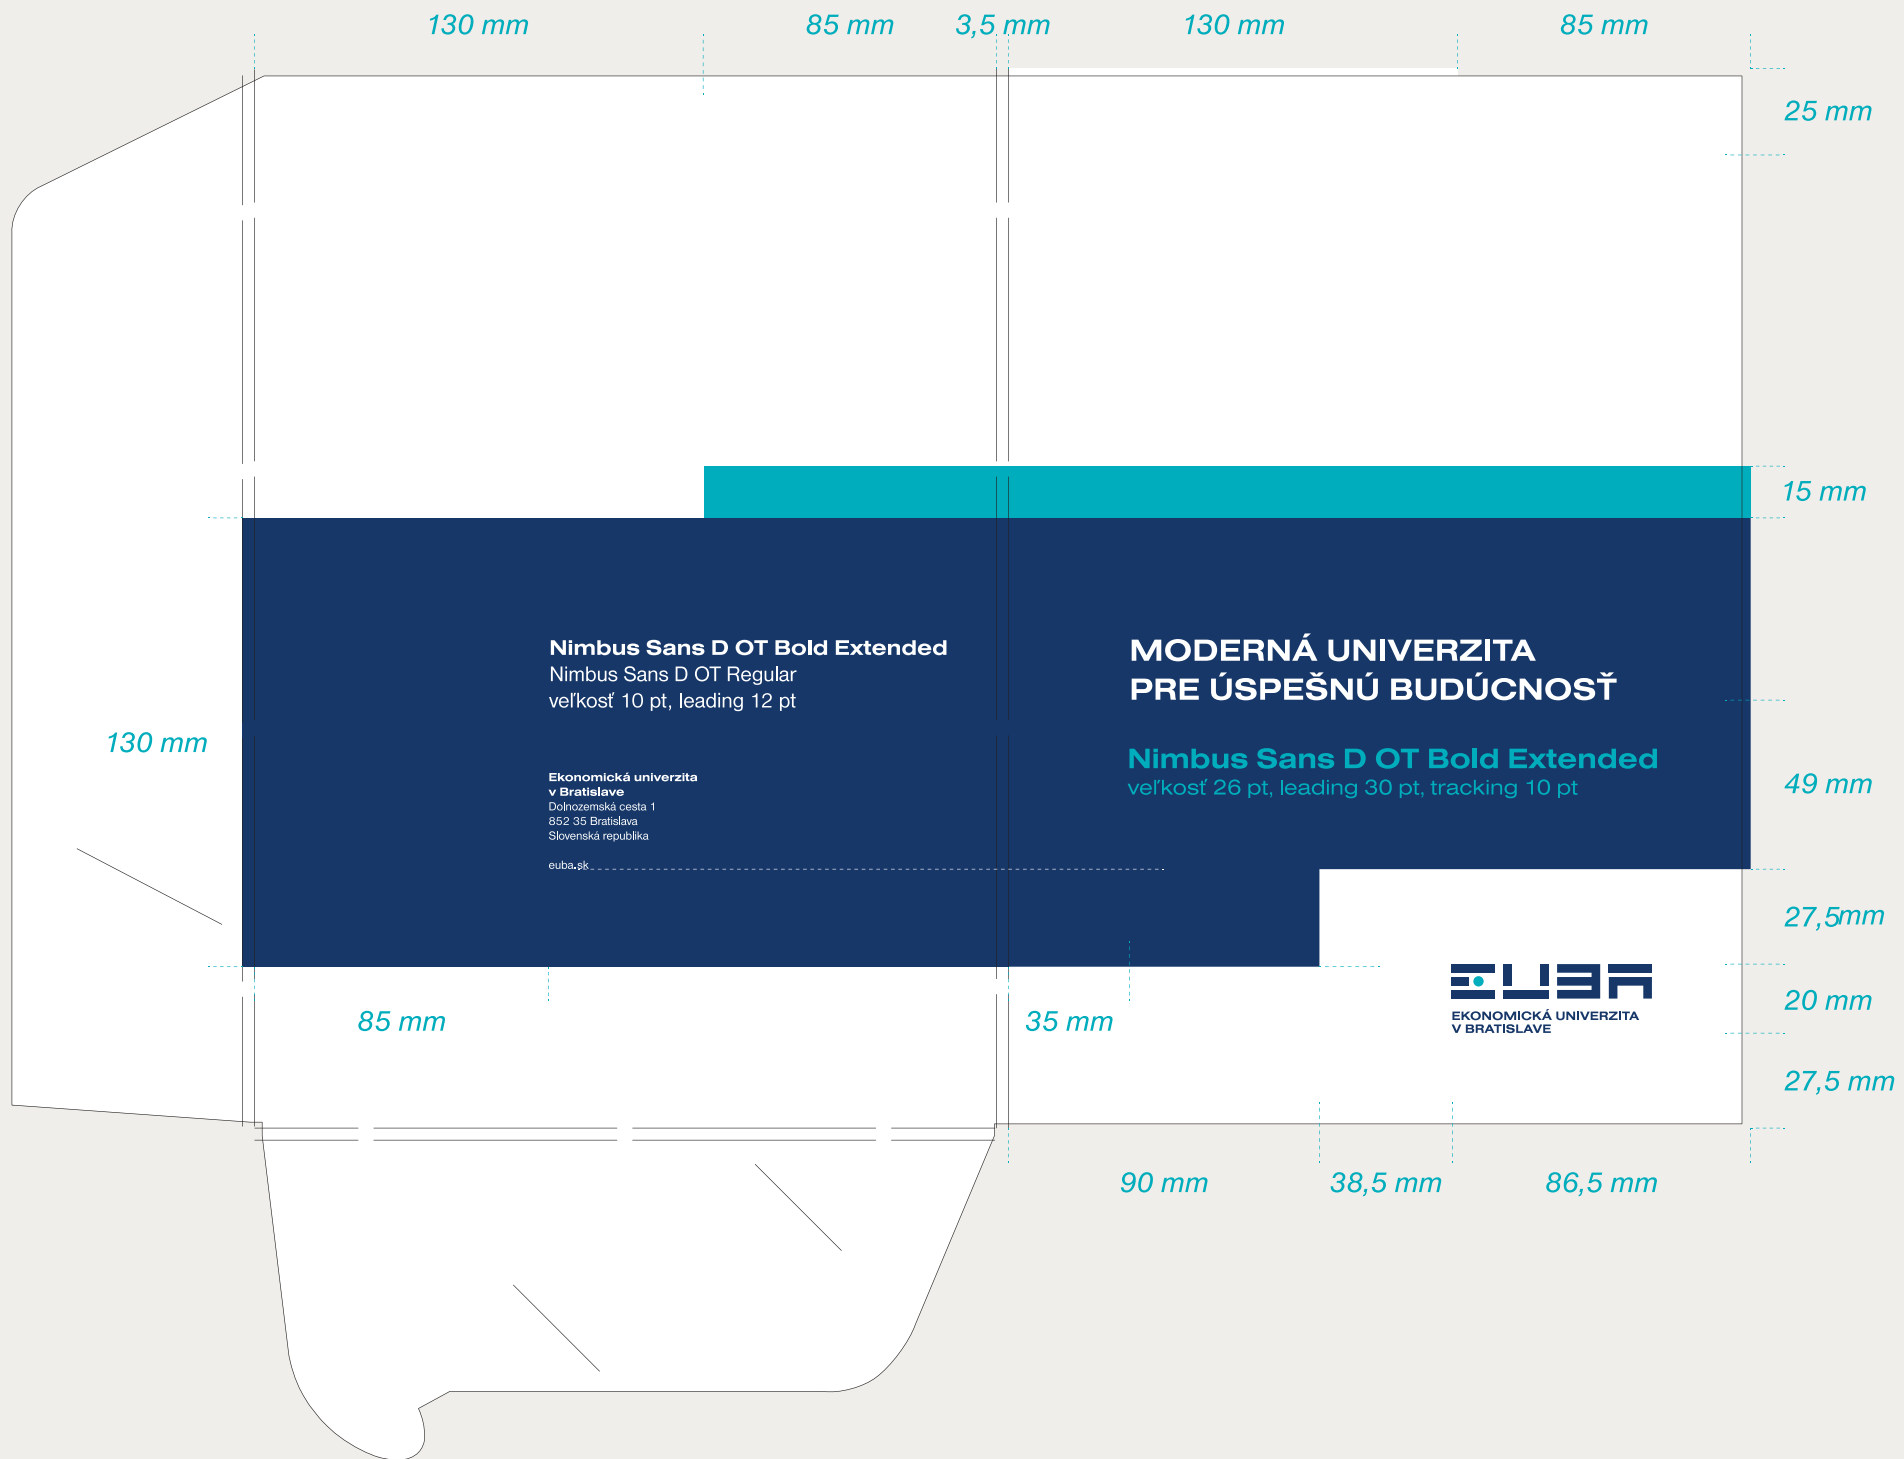 130 mm
85 mm
3,5 mm
130 mm
85 mm
25 mm
15 mm
Nimbus Sans D OT Bold Extended
Nimbus Sans D OT Regular
veľkosť 10 pt, leading 12 pt
MODERNÁ UNIVERZITA
PRE ÚSPEŠNÚ BUDÚCNOSŤ
130 mm
Nimbus Sans D OT Bold Extended
veľkosť 26 pt, leading 30 pt, tracking 10 pt
49 mm
Ekonomická univerzita
v Bratislave
Dolnozemská cesta 1
852 35 Bratislava
Slovenská republika
euba.sk
27,5mm
EUBA
EKONOMICKÁ UNIVERZITA
V BRATISLAVE
20 mm
85 mm
35 mm
27,5 mm
90 mm
38,5 mm
86,5 mm